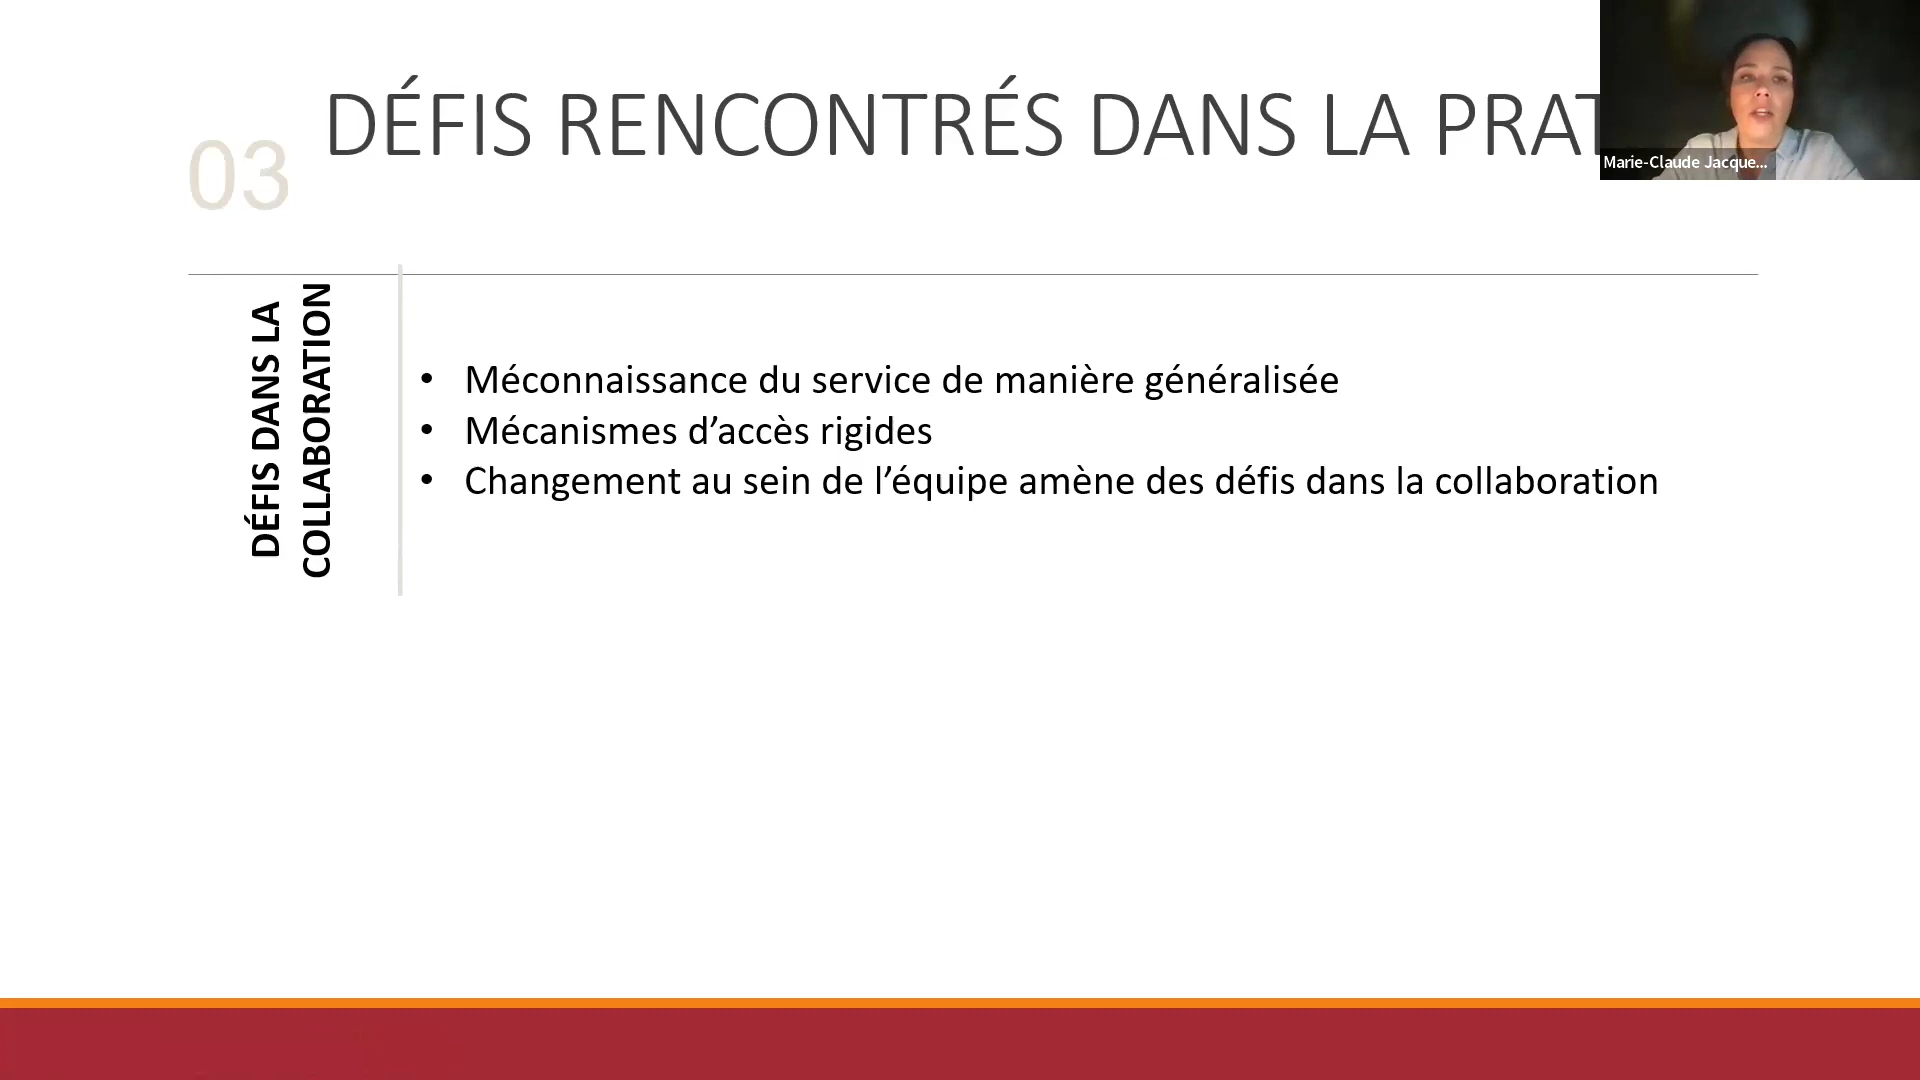 03
DÉFIS RENCONTRÉS DANS LA PRAT
Marie-Claude Jacque...
DÉFIS DANS LA
COLLABORATION
• Méconnaissance du service de manière généralisée
• Mécanismes d’accès rigides
• Changement au sein de l’équipe amène des défis dans la collaboration